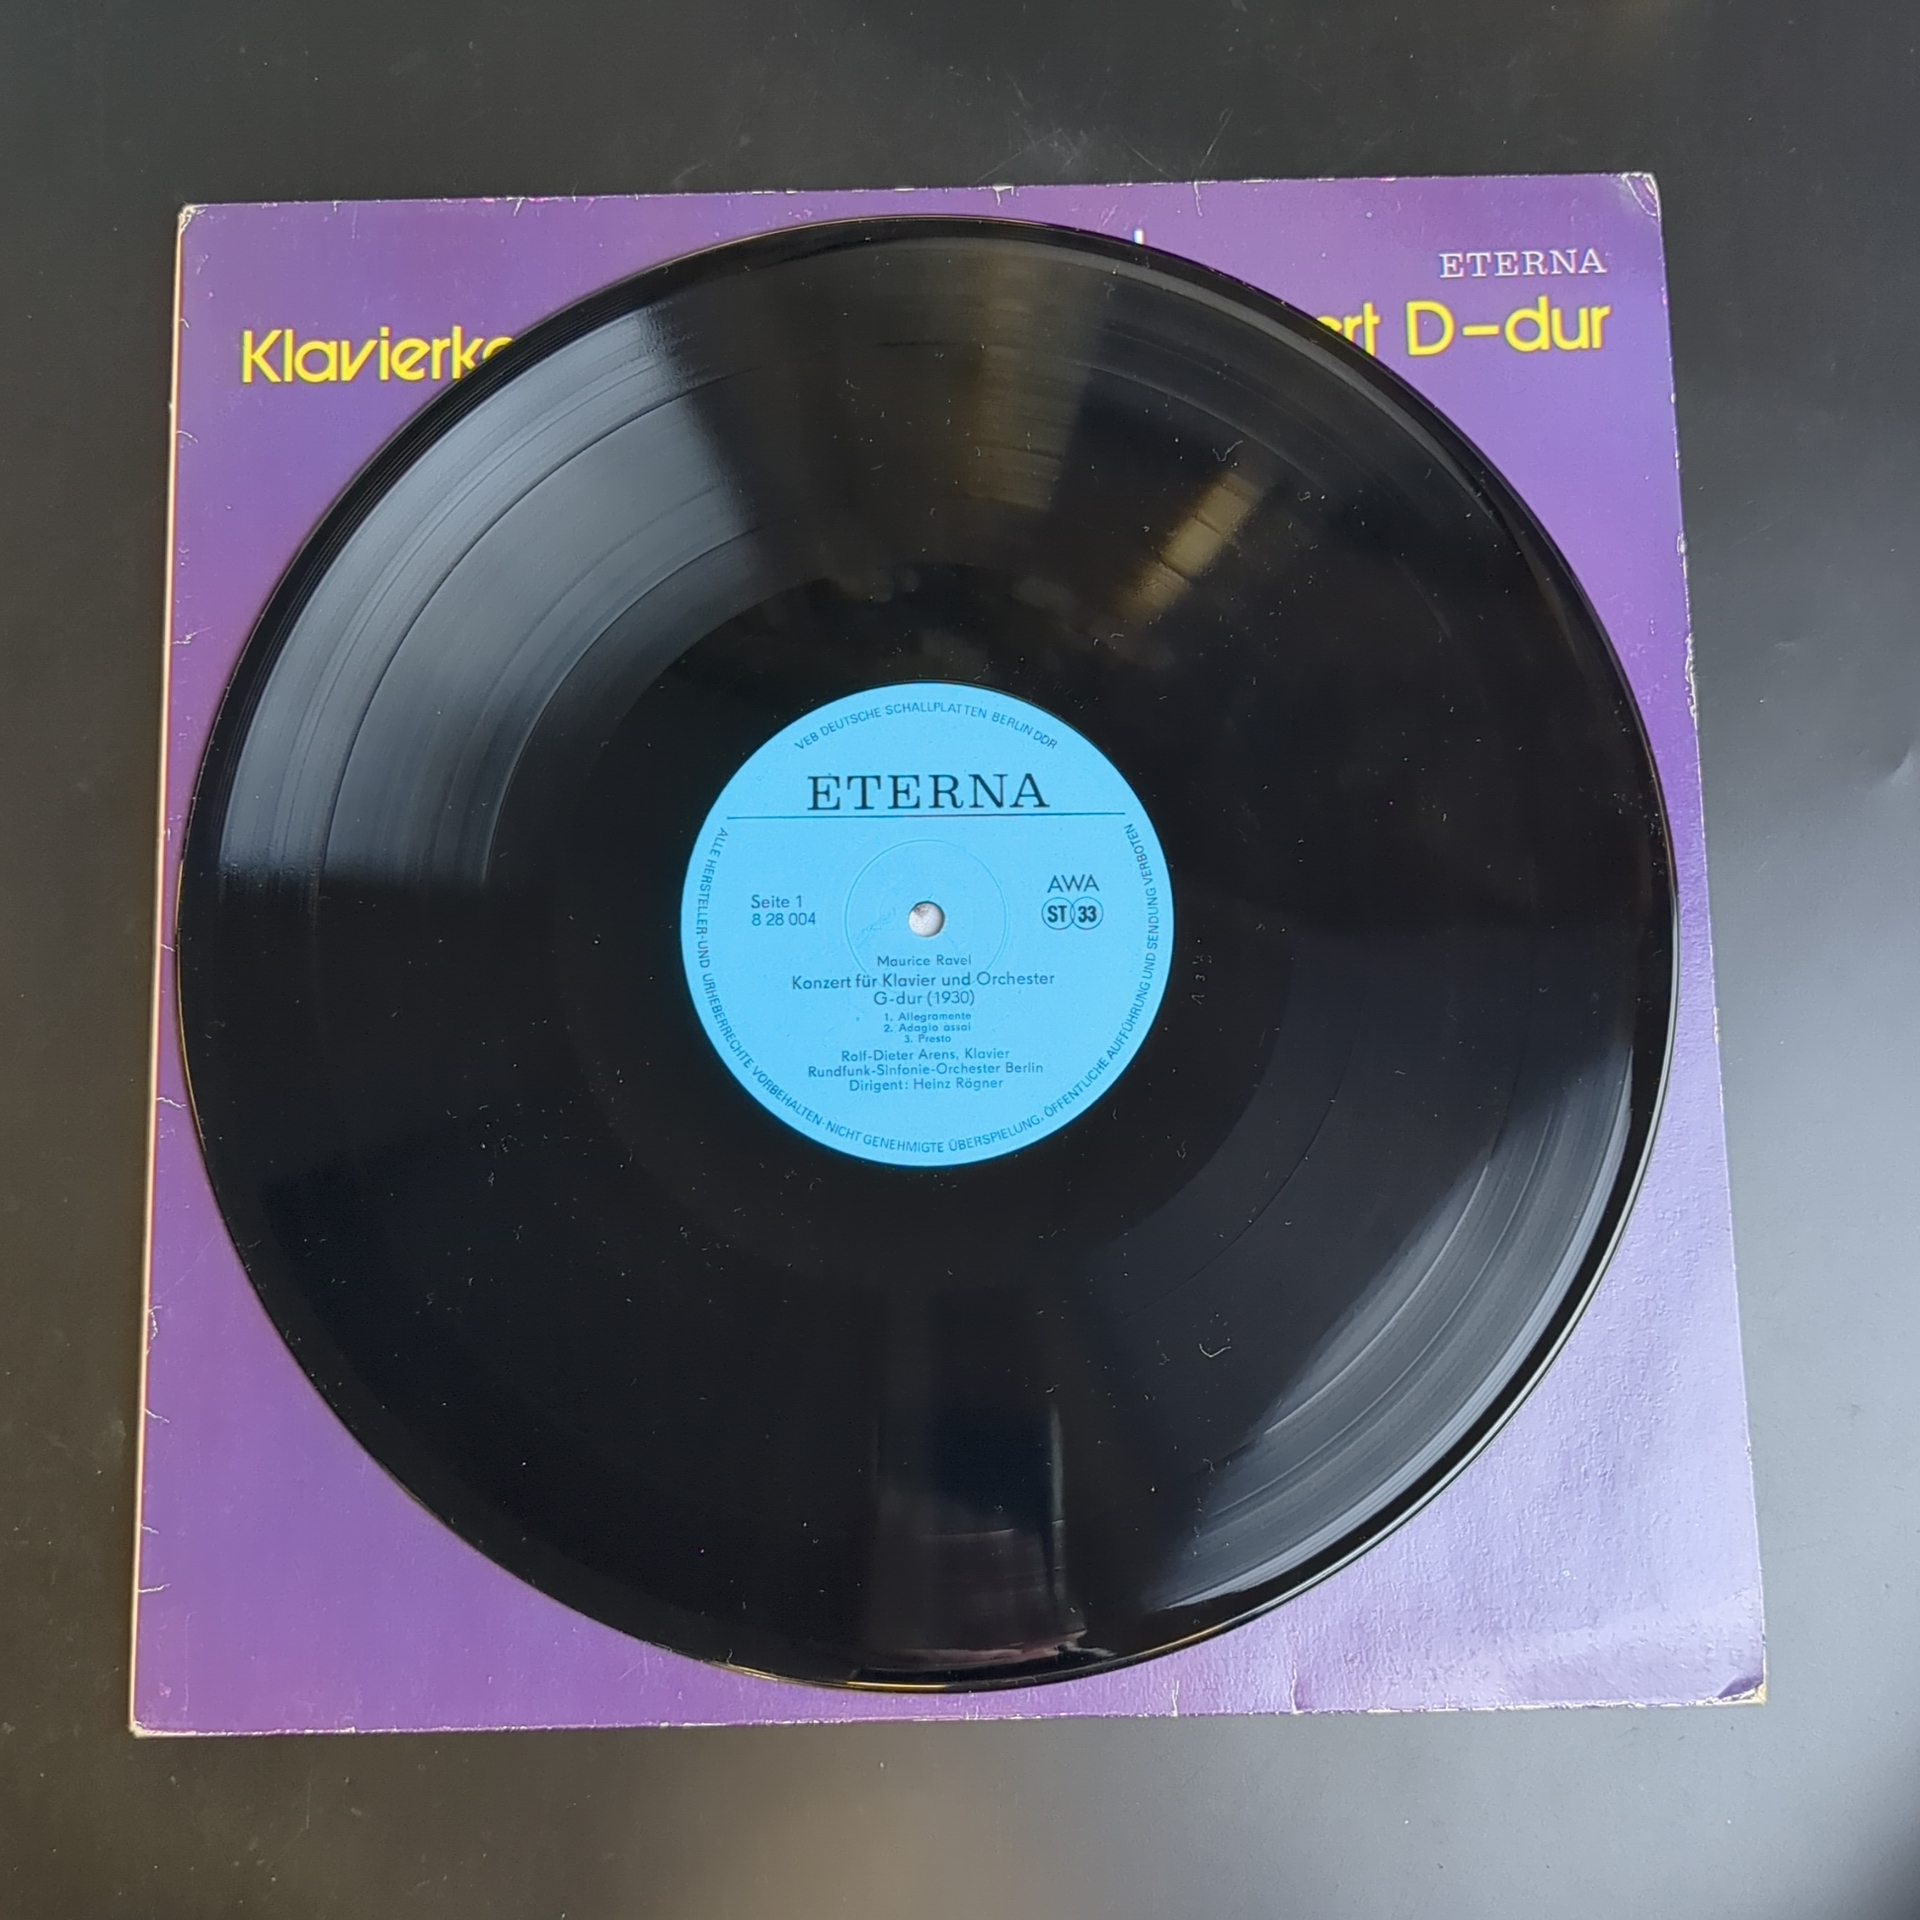 ETERNA
Klavierko
ert D-dur
VEB DEUTSCHE SCHALLPLATTEN BERLIN DDR
ETERNA
Seite 1
8 28 004
AWA
ST 33
Maurice Ravel
Konzert für Klavier und Orchester
G-dur (1930)
1. Allegramente
2. Adagio assai
3. Presto
Rolf-Dieter Arens, Klavier
Rundfunk-Sinfonie-Orchester Berlin
Dirigent: Heinz Rögner
ALLE HERSTELLER-UND URHEBERRECHTE VORBEHALTEN·NICHT GENEHMIGTE ÜBERSPIELUNG, ÖFFENTLICHE AUFFÜHRUNG UND SENDUNG VERBOTEN